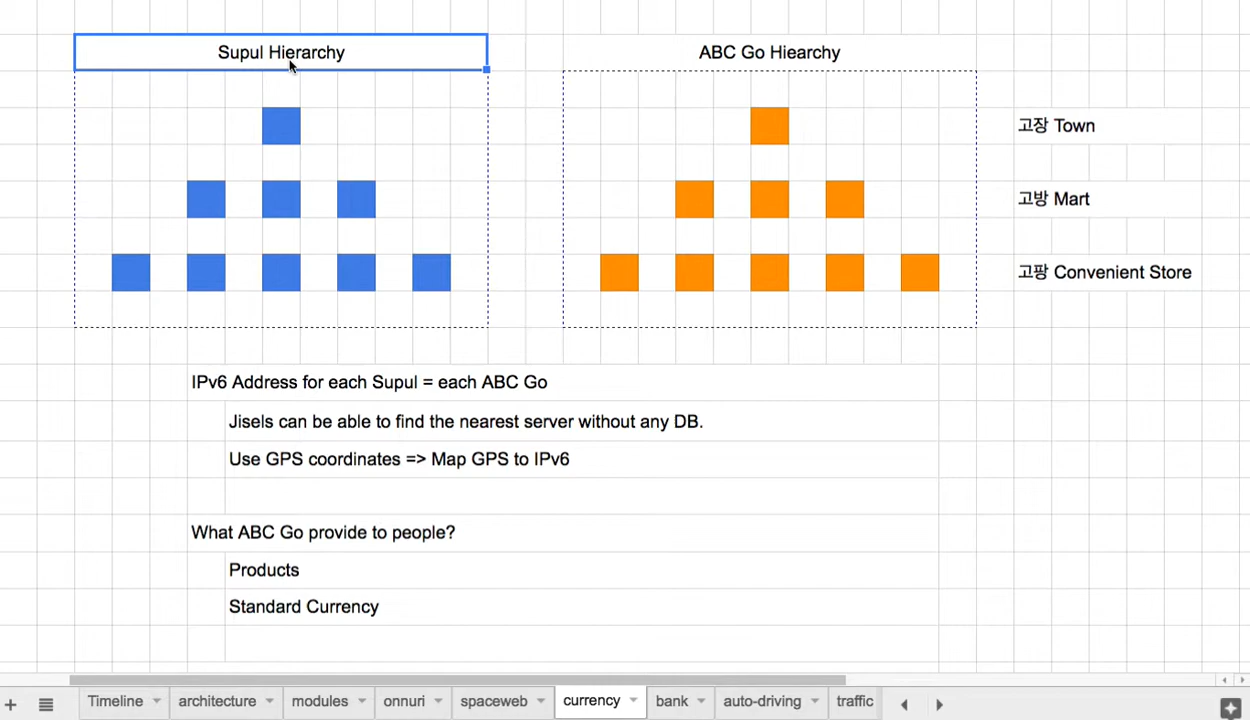 Supul Hierarchy
ABC Go Hiearchy
고장 Town
고방 Mart
고팡 Convenient Store
IPv6 Address for each Supul = each ABC Go
Jisels can be able to find the nearest server without any DB.
Use GPS coordinates => Map GPS to IPv6
What ABC Go provide to people?
Products
Standard Currency
Timeline architecture modules onnuri spaceweb currency bank auto-driving traffic